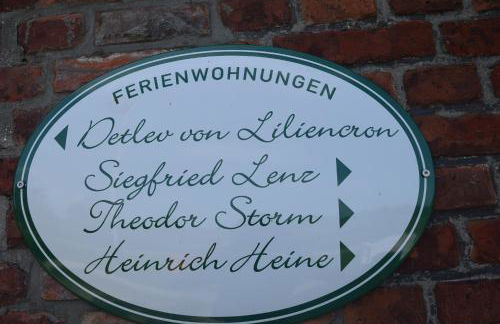 FERIENWOHNUNGEN
Detlev von Liliencron
Siegfried Lenz
Theodor Storm
Heinrich Heine